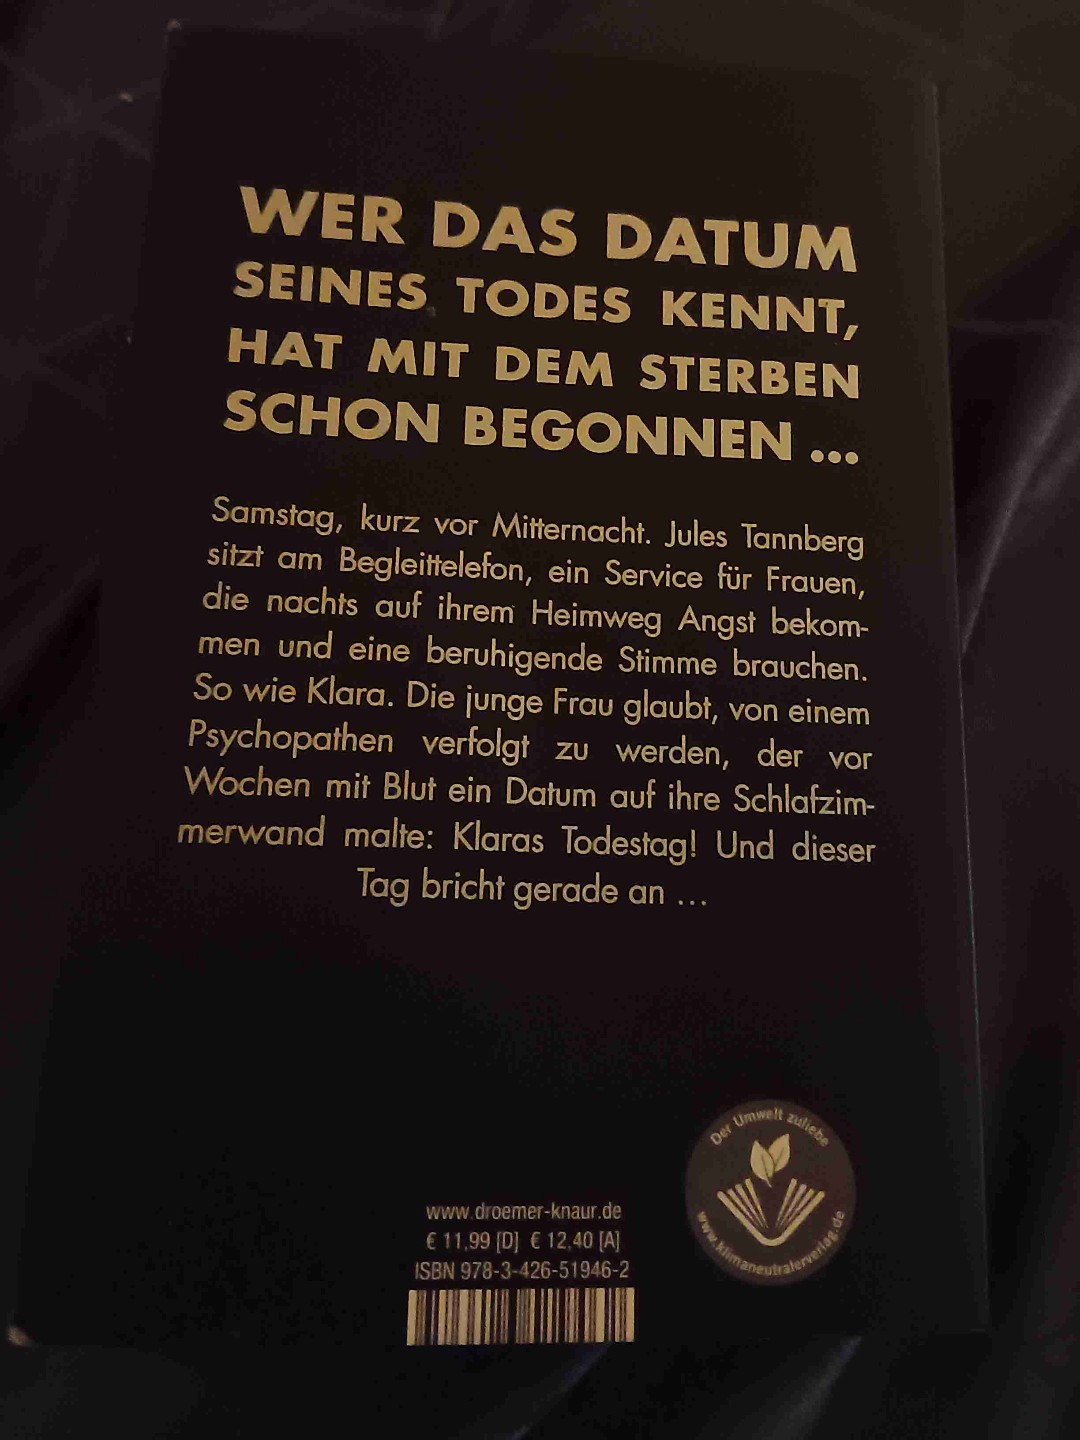 WER DAS DATUM
SEINES TODES KENNT,
HAT MIT DEM STERBEN
SCHON BEGONNEN ...
Samstag, kurz vor Mitternacht. Jules Tannberg
sitzt am Begleittelefon, ein Service für Frauen,
die nachts auf ihrem Heimweg Angst bekom-
men und eine beruhigende Stimme brauchen.
So wie Klara. Die junge Frau glaubt, von einem
Psychopathen verfolgt zu werden, der vor
Wochen mit Blut ein Datum auf ihre Schlafzim-
merwand malte: Klaras Todestag! Und dieser
Tag bricht gerade an ...
Der Umwelt zuliebe
www.klimaneutralerverlag.de
www.droemer-knaur.de
€ 11,99 [D] € 12,40 [A]
ISBN 978-3-426-51946-2